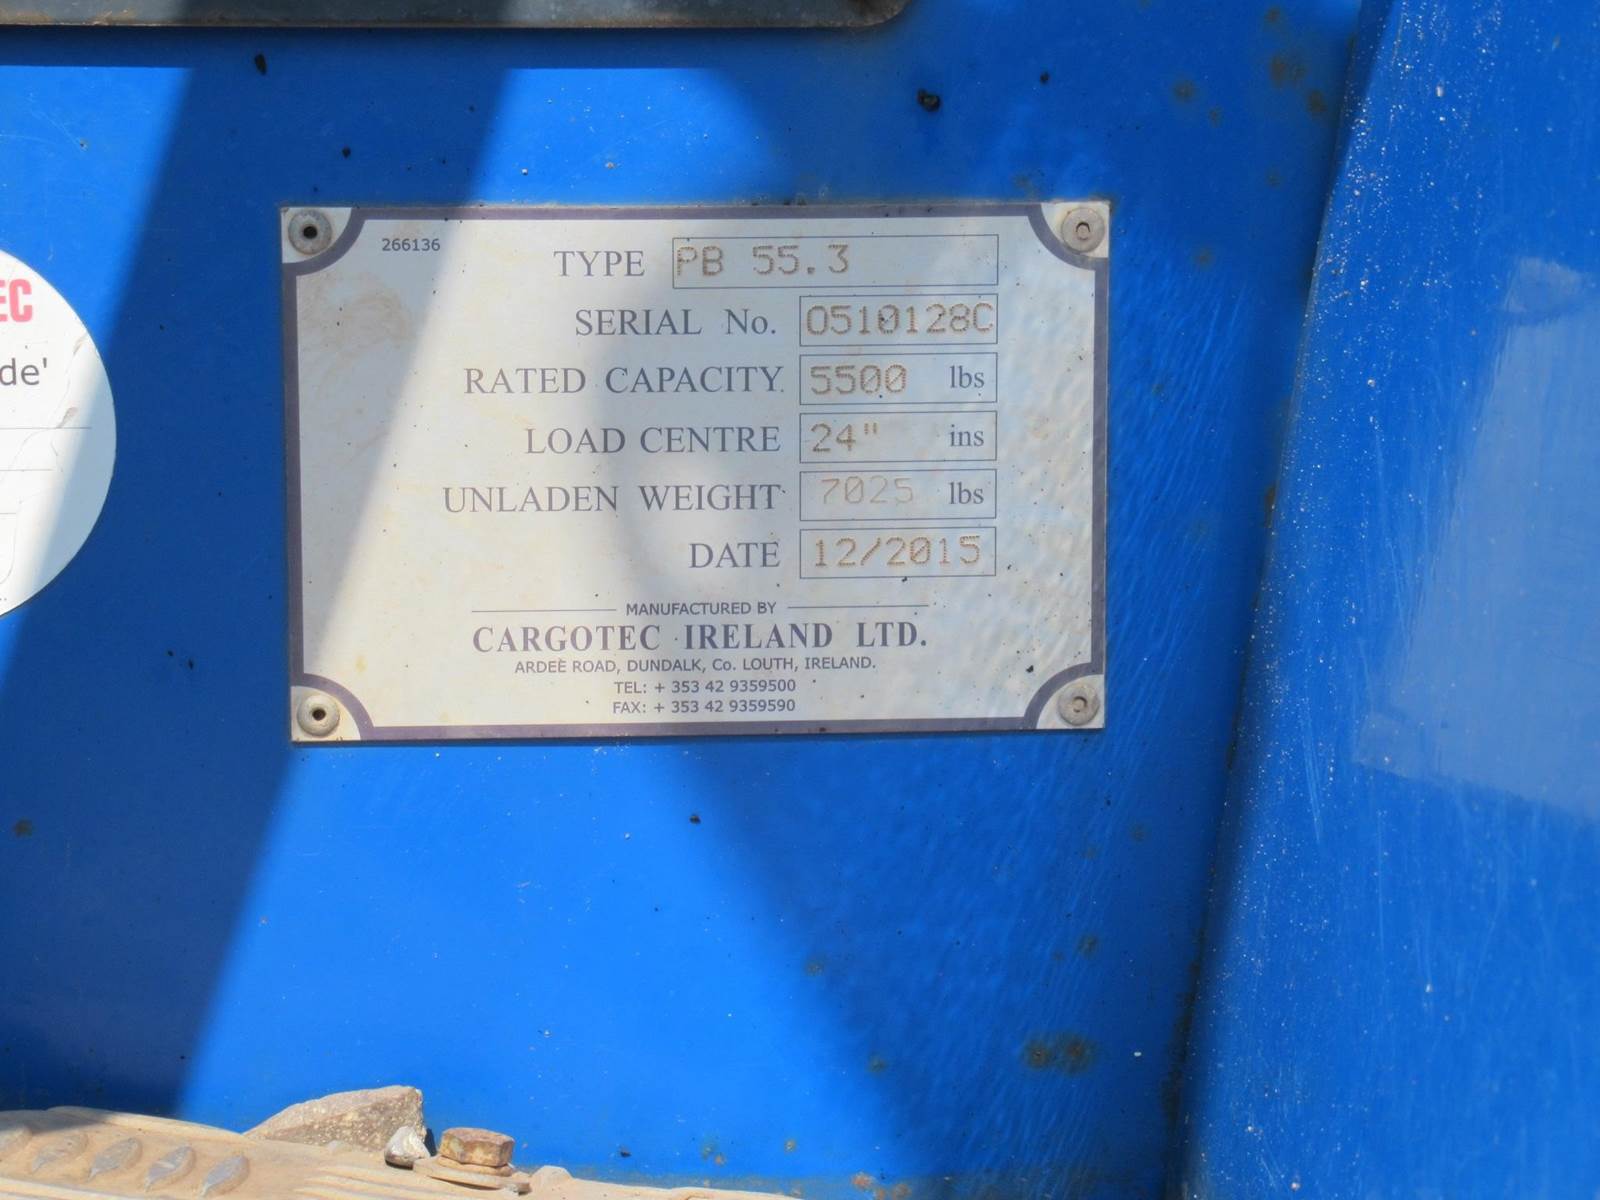 266136
TYPE PB 55.3
SERIAL No. 0510128C
RATED CAPACITY 5500 lbs
LOAD CENTRE 24" ins
UNLADEN WEIGHT 7025 lbs
DATE 12/2015
MANUFACTURED BY
CARGOTEC IRELAND LTD.
ARDEE ROAD, DUNDALK, Co. LOUTH, IRELAND.
TEL: + 353 42 9359500
FAX: + 353 42 9359590
EC
de'